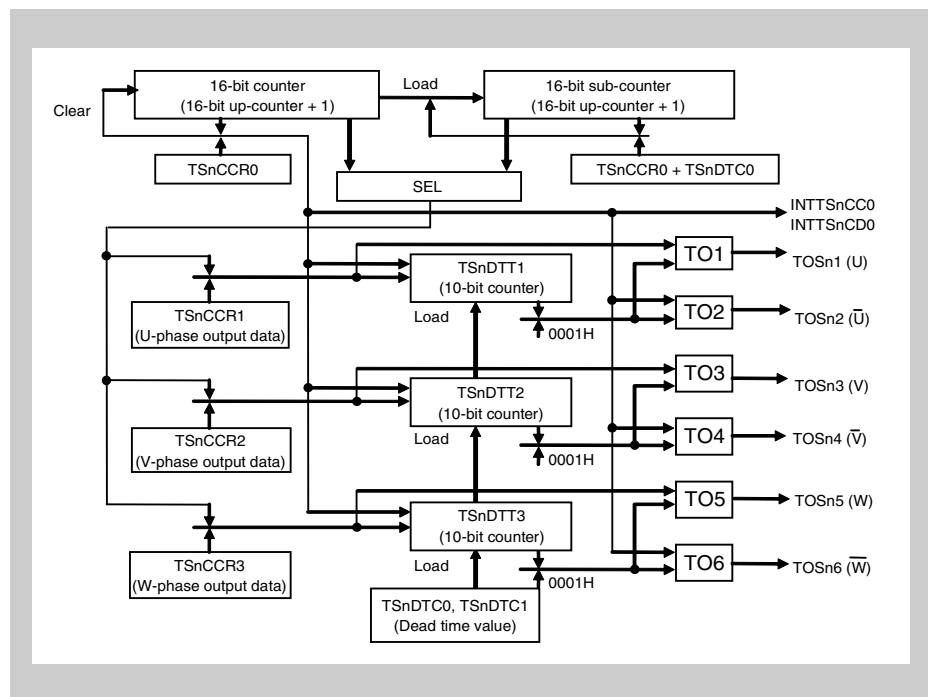 16-bit counter
(16-bit up-counter + 1)
Load
16-bit sub-counter
(16-bit up-counter + 1)
Clear
TSnCCR0
TSnCCR0 + TSnDTC0
SEL
INTTSnCC0
INTTSnCD0
TO1
TOSn1 (U)
TSnDTT1
(10-bit counter)
TSnCCR1
(U-phase output data)
Load
0001H
TO2
TOSn2 (U̅)
TO3
TOSn3 (V)
TSnDTT2
(10-bit counter)
TSnCCR2
(V-phase output data)
Load
0001H
TO4
TOSn4 (V̅)
TO5
TOSn5 (W)
TSnDTT3
(10-bit counter)
TSnCCR3
(W-phase output data)
Load
0001H
TO6
TOSn6 (W̅)
TSnDTC0, TSnDTC1
(Dead time value)